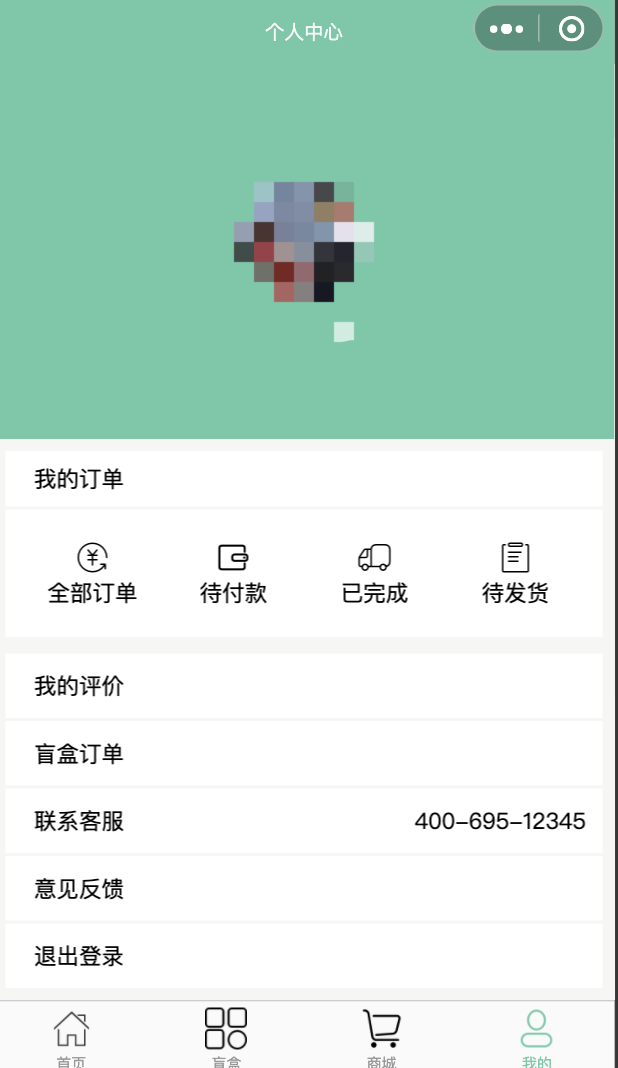 个人中心
我的订单
全部订单 待付款 已完成 待发货
我的评价
盲盒订单
联系客服 400-695-12345
意见反馈
退出登录
首页 盲盒 商城 我的